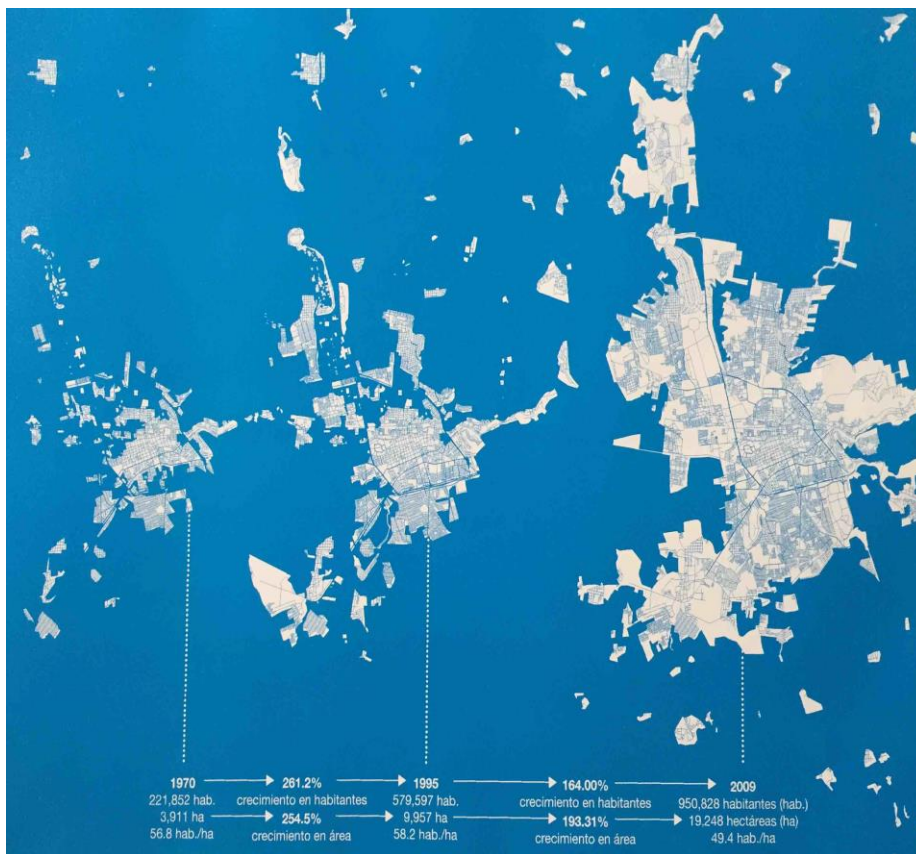 1970
261.2%
1995
164.00%
2009
221,852 hab.
crecimiento en habitantes
579,597 hab.
crecimiento en habitantes
950,828 habitantes (hab.)
3,911 ha
254.5%
9,957 ha
193.31%
19,248 hectáreas (ha)
56.8 hab./ha
crecimiento en área
58.2 hab./ha
crecimiento en área
49.4 hab./ha